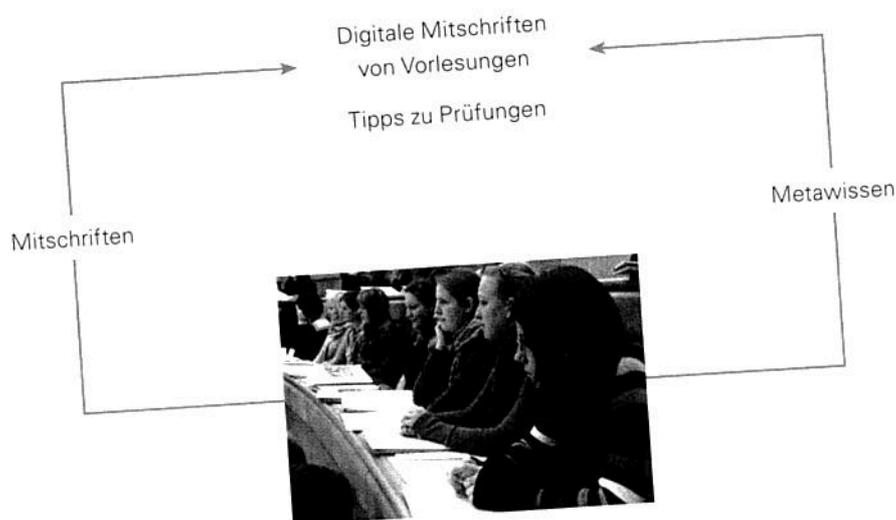 Digitale Mitschriften
von Vorlesungen
Tipps zu Prüfungen
Metawissen
Mitschriften